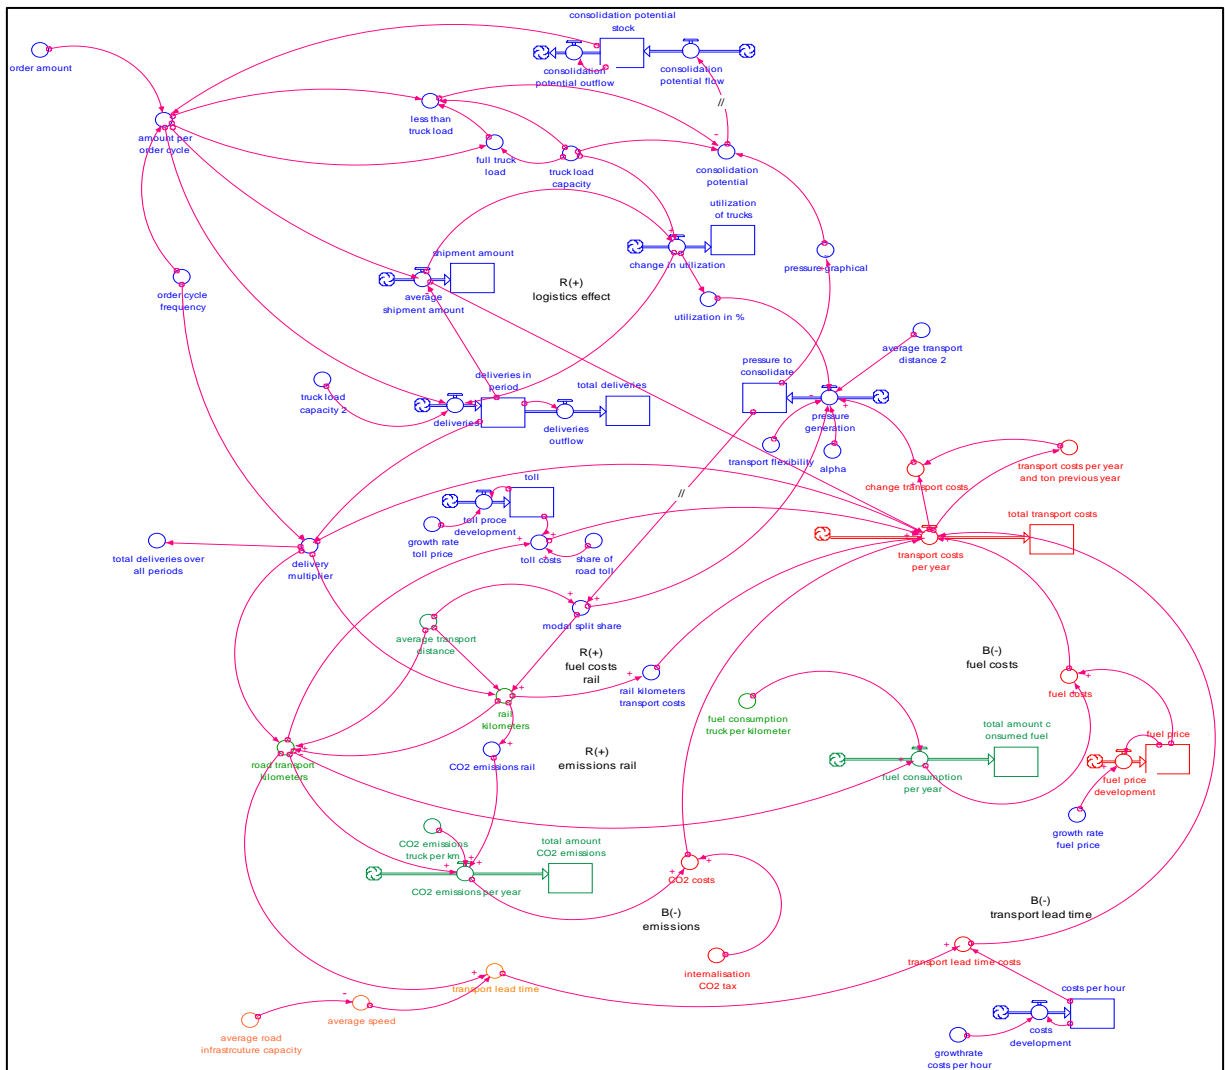 consolidation potential
stock
order amount
consolidation
potential outflow
consolidation
potential flow
//
less than
truck load
amount per
order cycle
-
full truck
load
truck load
capacity
consolidation
potential
utilization
of trucks
+
change in utilization
pressure graphical
shipment amount
R(+)
logistics effect
order cycle
frequency
average
shipment amount
utilization in %
average transport
distance 2
pressure to
consolidate
deliveries in
period
total deliveries
truck load
capacity 2
-
+
deliveries
deliveries
outflow
pressure
generation
transport flexibility
alpha
transport costs per year
and ton previous year
change transport costs
toll
//
toll proce
development
growth rate
toll price
total transport costs
+
+
toll costs
share of
road toll
transport costs
per year
total deliveries over
all periods
delivery
multiplier
+
+
modal split share
average transport
distance
R(+)
fuel costs
rail
B(-)
fuel costs
+
rail kilometers
transport costs
+
fuel costs
rail
kilometers
fuel consumption
truck per kilometer
total amount c
onsumed fuel
fuel price
road transport
kilometers
+
CO2 emissions rail
R(+)
emissions rail
fuel consumption
per year
fuel price
development
growth rate
fuel price
CO2 emissions
truck per km
total amount
CO2 emissions
+
+
+
CO2 emissions per year
+
+
CO2 costs
B(-)
emissions
B(-)
transport lead time
internalisation
CO2 tax
+
transport lead time costs
+
transport lead time
costs per hour
-
average speed
average road
infrastrcuture capacity
costs
development
growthrate
costs per hour